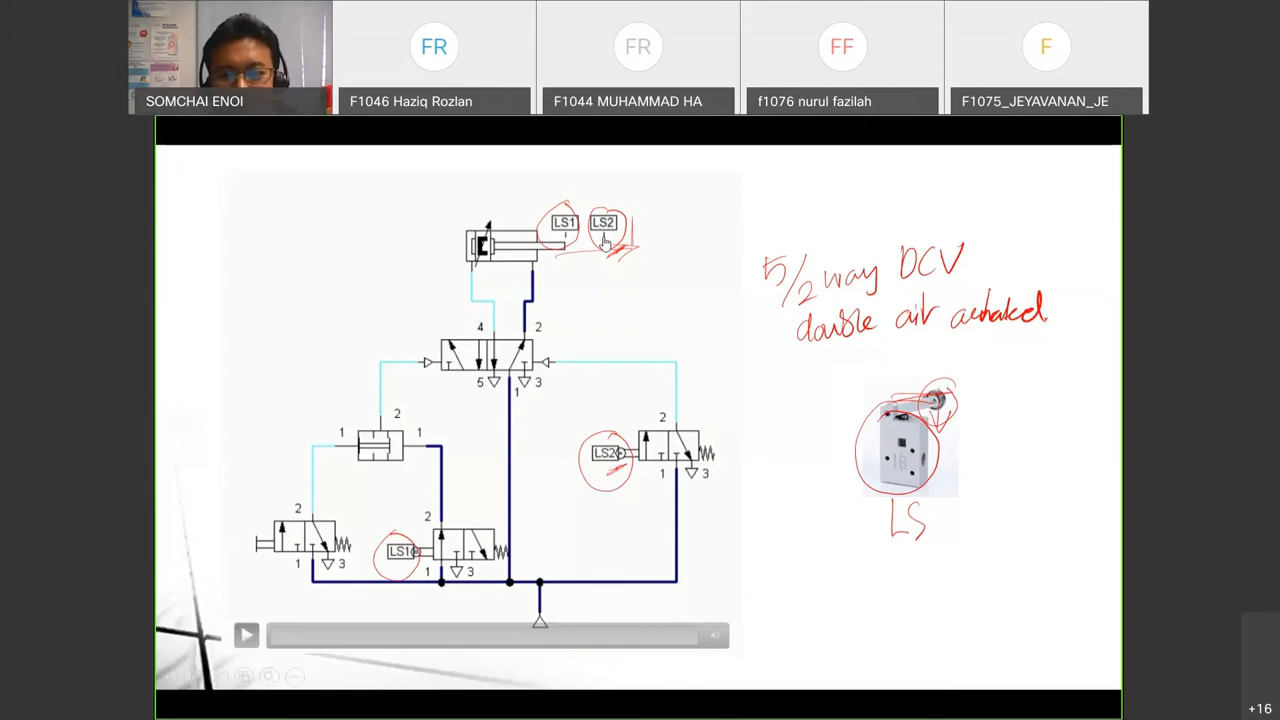 FR
FR
FF
F
SOMCHAI ENOI
F1046 Haziq Rozlan
F1044 MUHAMMAD HA
f1076 nurul fazilah
F1075_JEYAVANAN_JE
LS1
LS2
5/2 way DCV
double air actuated
4
2
5
1
3
2
1
1
2
LS2
1
3
2
1
3
2
LS1
1
3
LS
+16